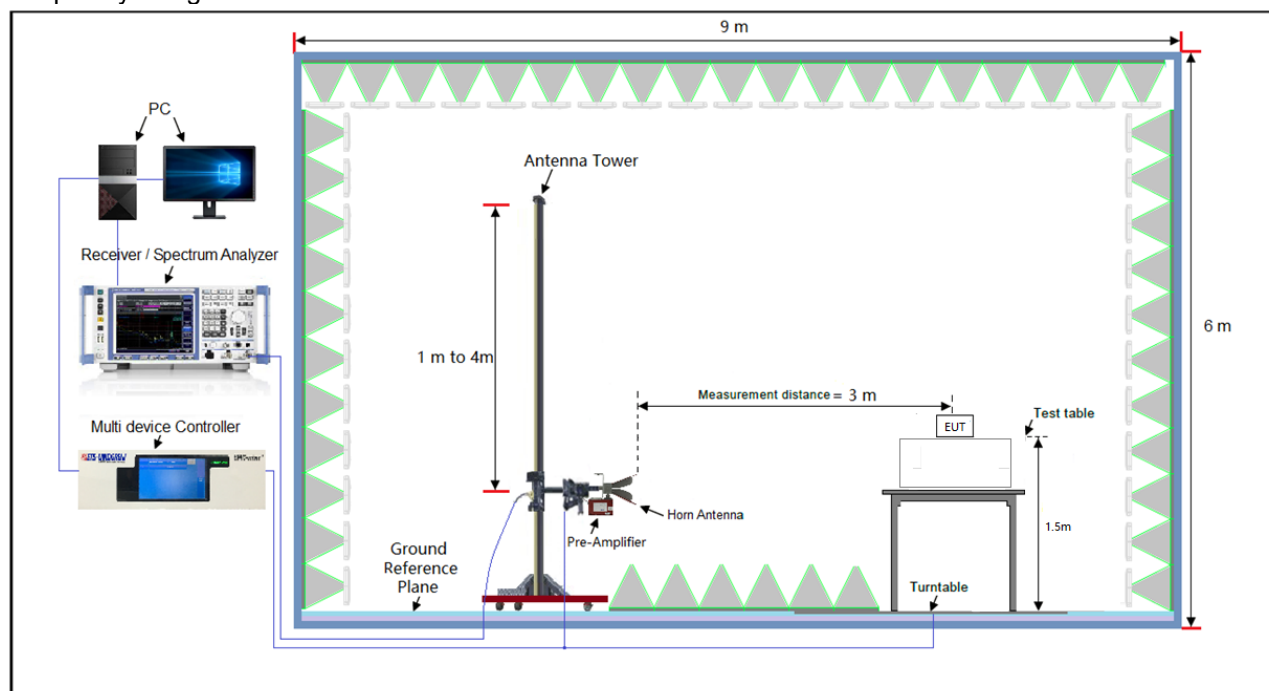 9 m
PC
Antenna Tower
Receiver / Spectrum Analyzer
1 m to 4m
6 m
Measurement distance = 3 m
Test table
EUT
Multi device Controller
Horn Antenna
1.5m
Pre-Amplifier
Ground
Reference
Plane
Turntable